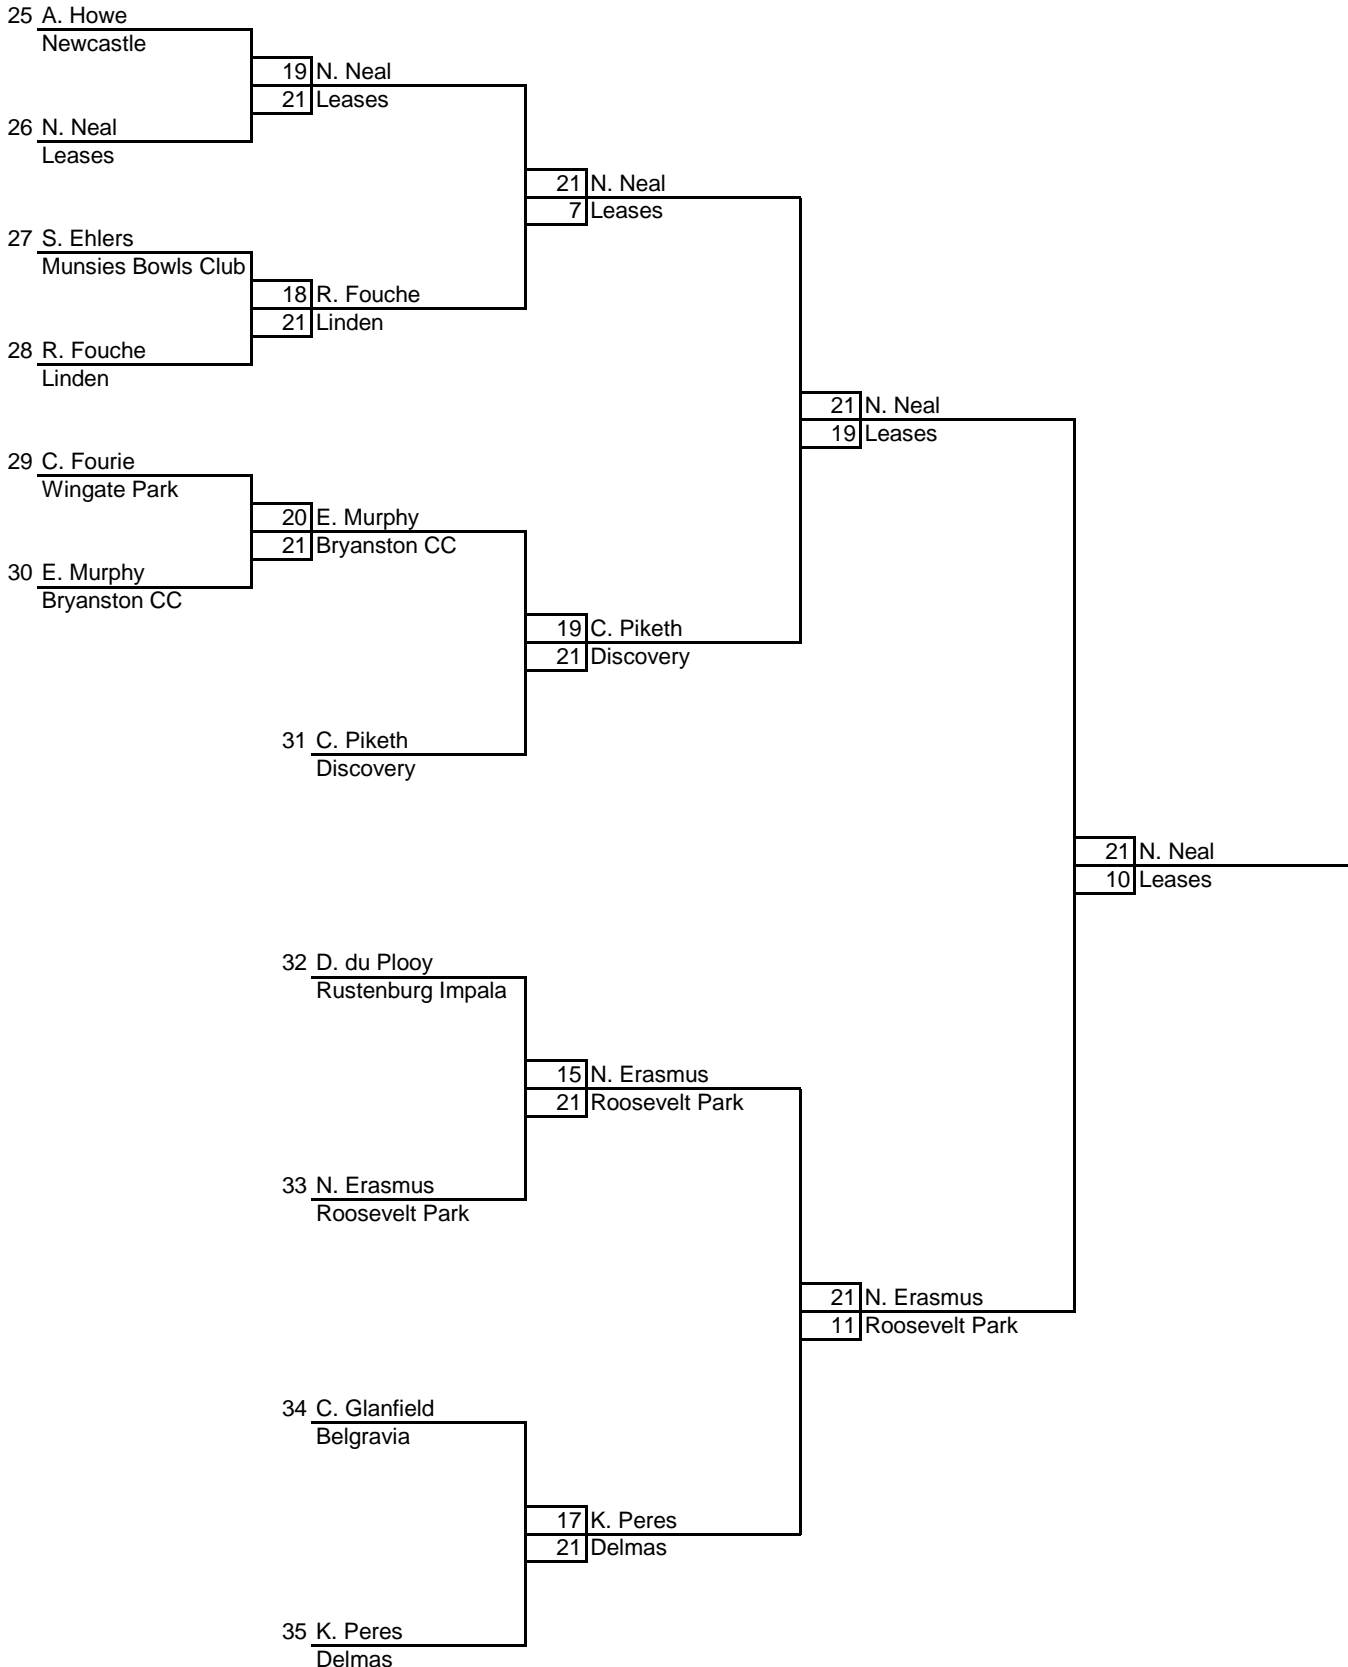 25 A. Howe
Newcastle
19 N. Neal
21 Leases
26 N. Neal
Leases
21 N. Neal
7 Leases
27 S. Ehlers
Munsies Bowls Club
18 R. Fouche
21 Linden
28 R. Fouche
Linden
21 N. Neal
19 Leases
29 C. Fourie
Wingate Park
20 E. Murphy
21 Bryanston CC
30 E. Murphy
Bryanston CC
19 C. Piketh
21 Discovery
31 C. Piketh
Discovery
21 N. Neal
10 Leases
32 D. du Plooy
Rustenburg Impala
15 N. Erasmus
21 Roosevelt Park
33 N. Erasmus
Roosevelt Park
21 N. Erasmus
11 Roosevelt Park
34 C. Glanfield
Belgravia
17 K. Peres
21 Delmas
35 K. Peres
Delmas